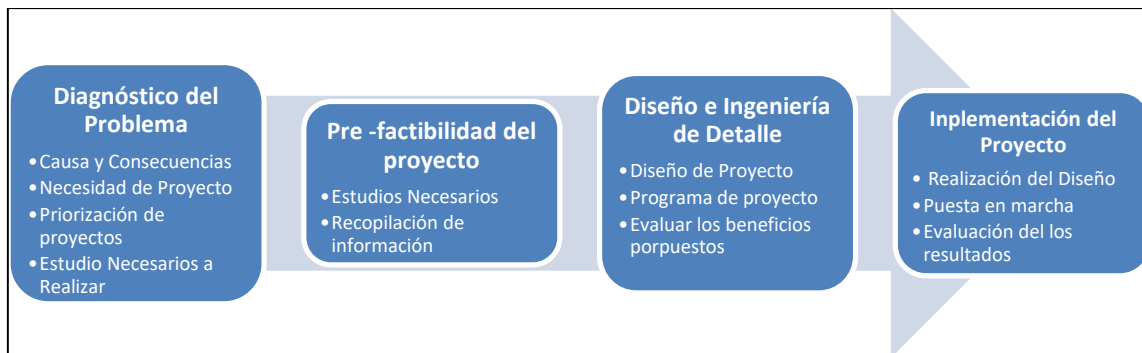 Diagnóstico del
Problema
•Causa y Consecuencias
•Necesidad de Proyecto
•Priorización de
proyectos
•Estudio Necesarios a
Realizar
Pre -factibilidad del
proyecto
•Estudios Necesarios
•Recopilación de
información
Diseño e Ingeniería
de Detalle
•Diseño de Proyecto
•Programa de proyecto
•Evaluar los beneficios
porpuestos
Inplementación del
Proyecto
• Realización del Diseño
•Puesta en marcha
•Evaluación del los
resultados